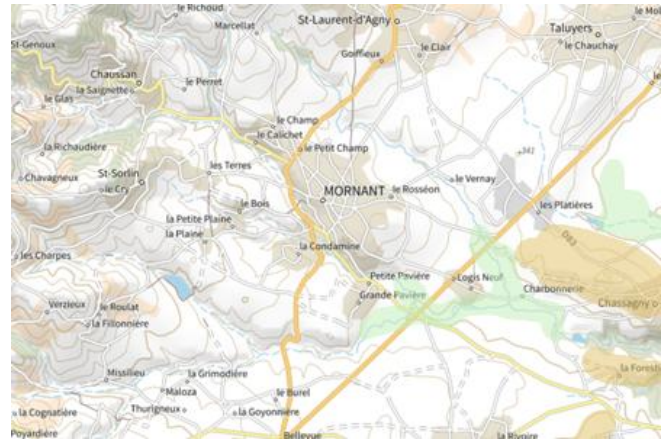 le Richoud
Marcellat
St-Laurent-d'Agny
Taluyers
St-Genoux
Goiffieux
le Clair
le Chauchay
Chaussan
la Saignette
le Perret
le Glas
le Champ
la Richaudière
le Calichet
le Petit Champ
+341
Chavagneux
St-Sorlin
le Cry
les Terres
MORNANT
le Rosséon
le Vernay
le Bois
la Petite Plaine
la Plaine
les Platières
D83
les Charpes
la Condamine
Petite Pavière
Logis Neuf
Grande Pavière
Charbonnerie
Chassagny
Verzieux
le Roulat
la Fillonnière
Missilieu
la Grimodière
Maloza
le Burel
la Cognatière
Thurigneux
la Goyonnière
Poyardière
Bellevue
la Rivoire